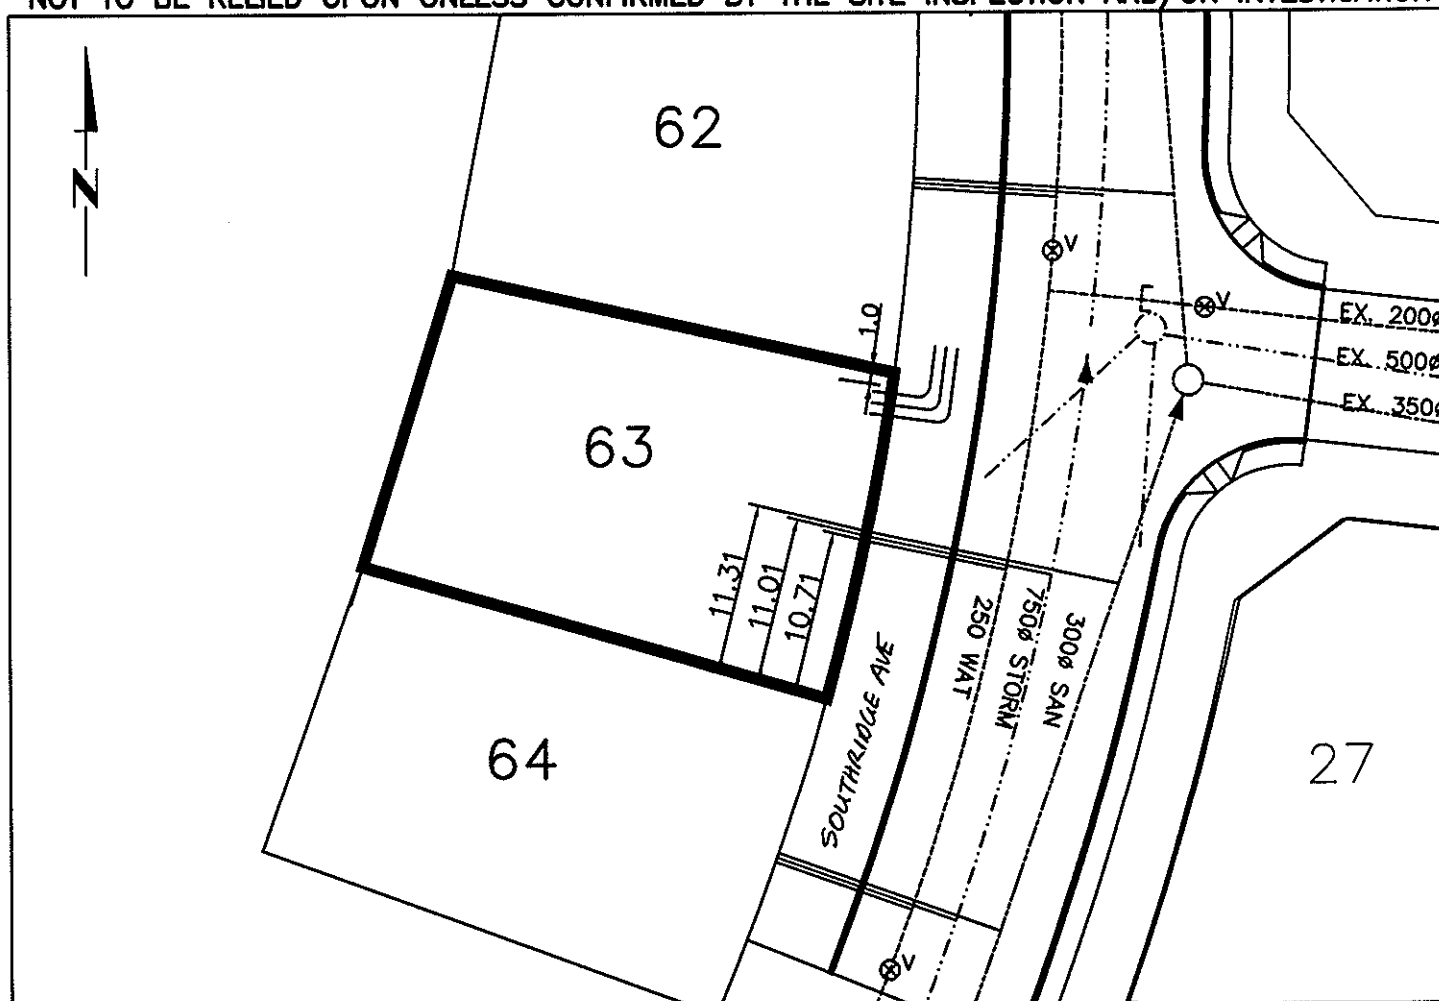 NOT TO BE RELIED UPON UNLESS CONFIRMED BY THE SITE INSPECTION AND/OR INVESTIGATION
62
N
V
1.0
V
EX. 200ø
EX. 500ø
EX. 350ø
63
11.31
11.01
10.71
250 WAT
750ø STORM
300ø SAN
SOUTHRIDGE AVE
64
27
V